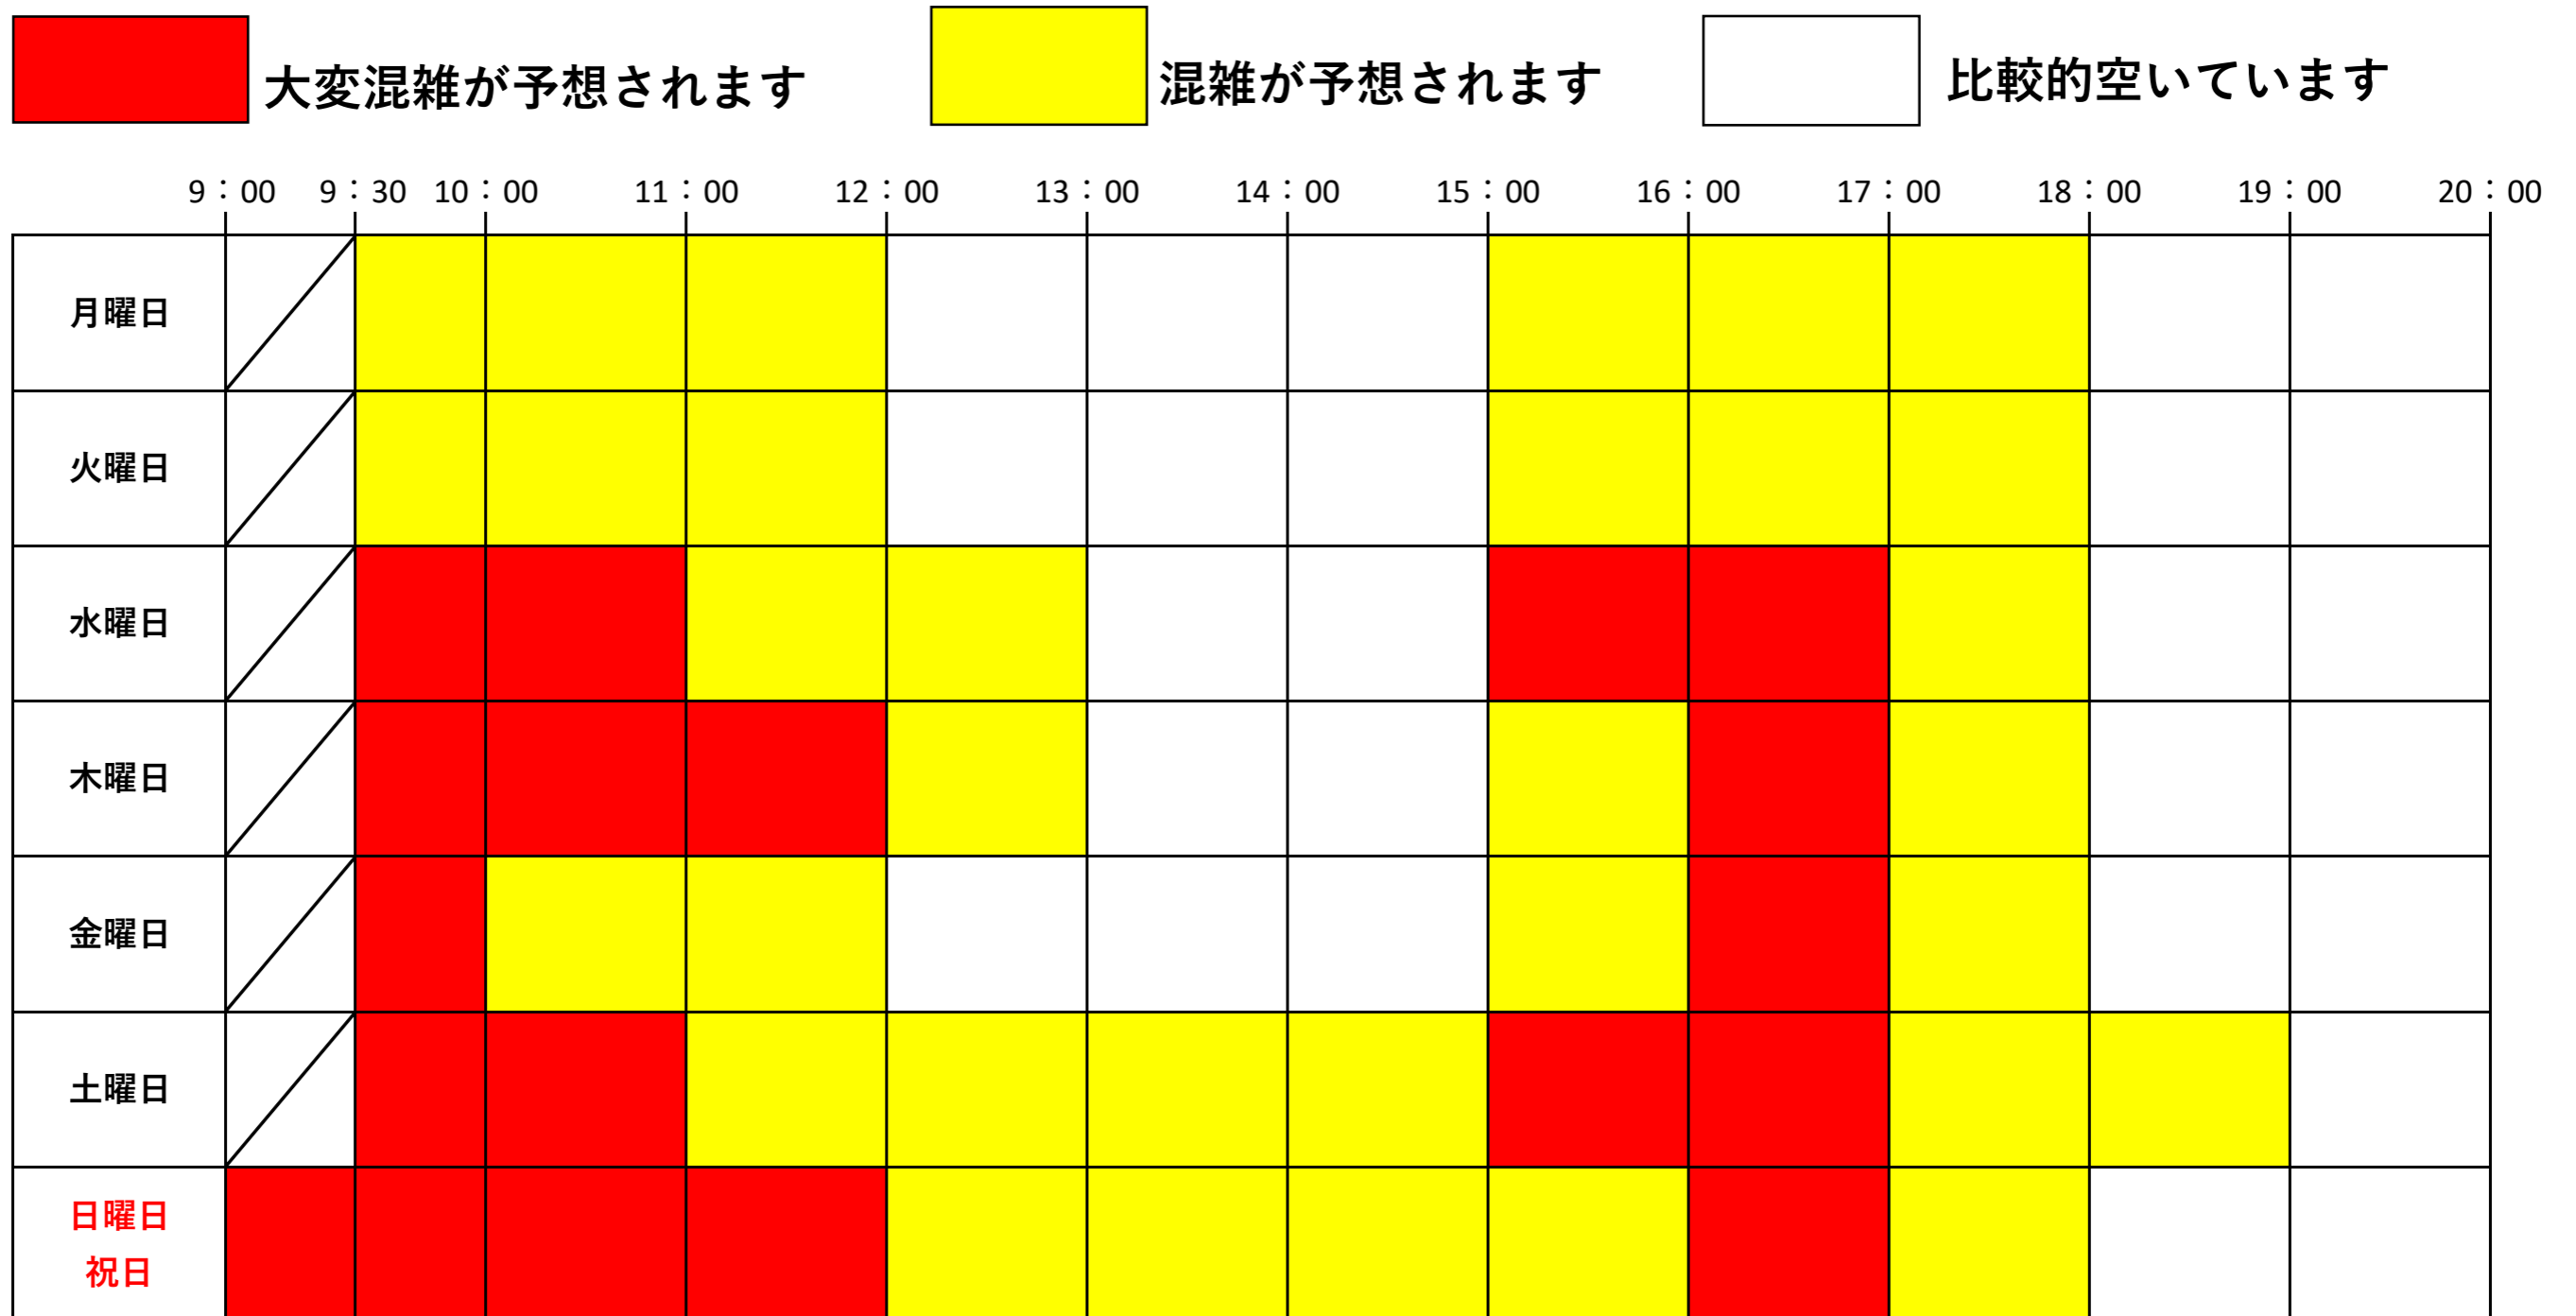 大変混雑が予想されます 混雑が予想されます 比較的空いています
9：00 9：30 10：00 11：00 12：00 13：00 14：00 15：00 16：00 17：00 18：00 19：00 20：00
月曜日
火曜日
水曜日
木曜日
金曜日
土曜日
日曜日
祝日